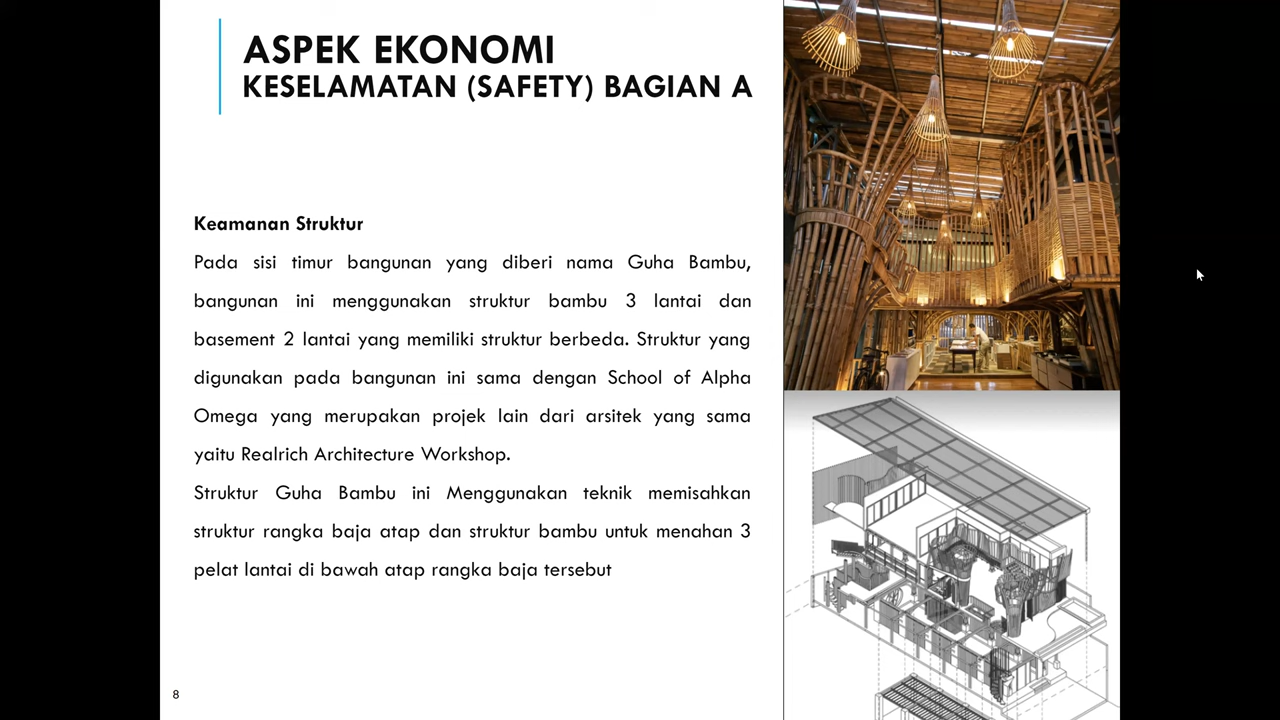 ASPEK EKONOMI
KESELAMATAN (SAFETY) BAGIAN A
Keamanan Struktur
Pada sisi timur bangunan yang diberi nama Guha Bambu,
bangunan ini menggunakan struktur bambu 3 lantai dan
basement 2 lantai yang memiliki struktur berbeda. Struktur yang
digunakan pada bangunan ini sama dengan School of Alpha
Omega yang merupakan projek lain dari arsitek yang sama
yaitu Realrich Architecture Workshop.
Struktur Guha Bambu ini Menggunakan teknik memisahkan
struktur rangka baja atap dan struktur bambu untuk menahan 3
pelat lantai di bawah atap rangka baja tersebut
8